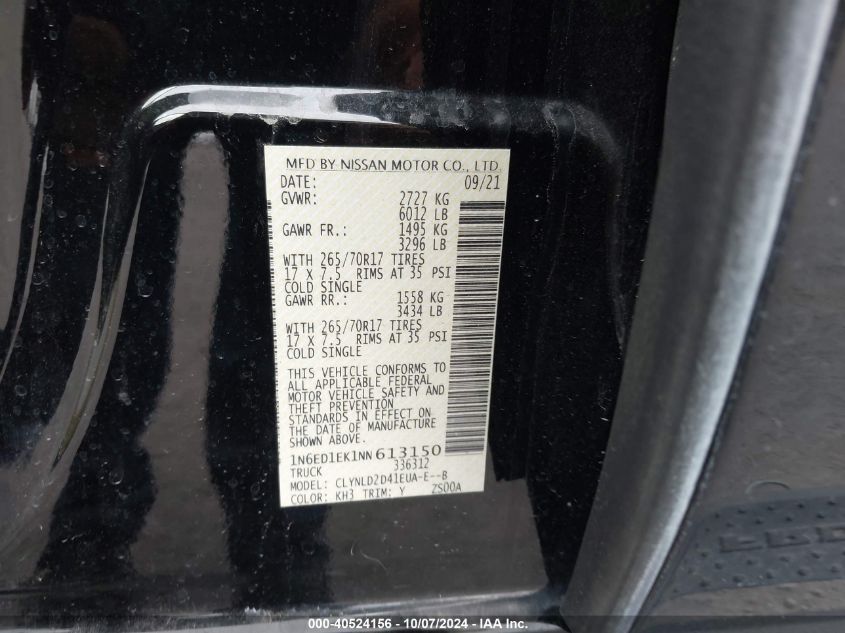 MFD BY NISSAN MOTOR CO., LTD.
DATE: 09/21
GVWR: 2727 KG
6012 LB
GAWR FR.: 1495 KG
3296 LB
WITH 265/70R17 TIRES
17 X 7.5 RIMS AT 35 PSI
COLD SINGLE
GAWR RR.: 1558 KG
3434 LB
WITH 265/70R17 TIRES
17 X 7.5 RIMS AT 35 PSI
COLD SINGLE
THIS VEHICLE CONFORMS TO
ALL APPLICABLE FEDERAL
MOTOR VEHICLE SAFETY AND
THEFT PREVENTION
STANDARDS IN EFFECT ON
THE DATE OF MANUFACTURE
SHOWN ABOVE.
1N6ED1EK1NN613150
TRUCK 336312
MODEL: CLYNLD2D41EUA-E--B
COLOR: KH3 TRIM: Y ZS00A
000-40524156 - 10/07/2024 - IAA Inc.